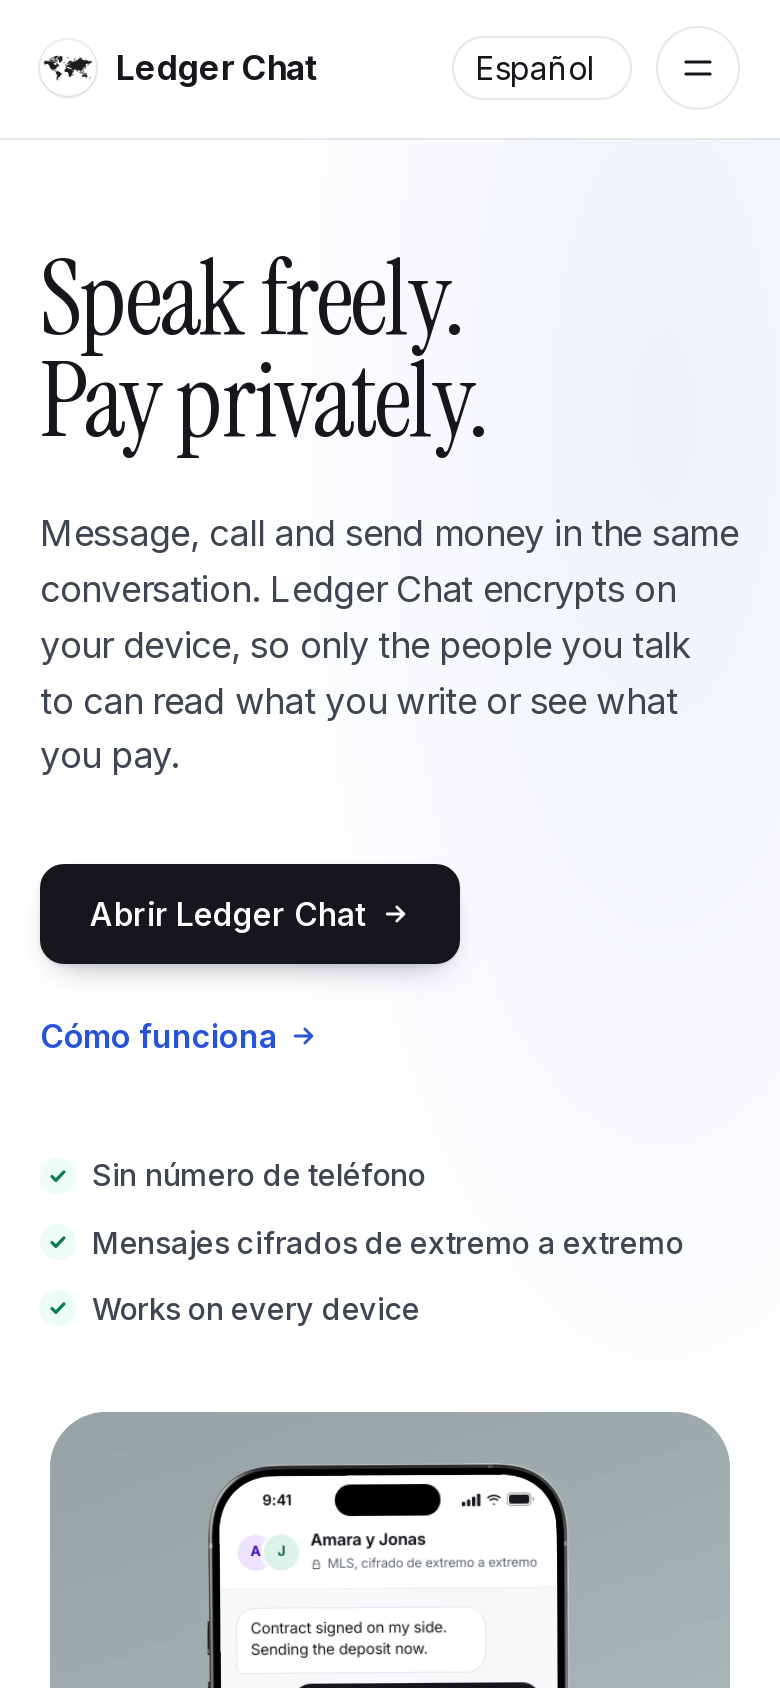 Ledger Chat
Español
Speak freely.
Pay privately.
Message, call and send money in the same
conversation. Ledger Chat encrypts on
your device, so only the people you talk
to can read what you write or see what
you pay.
Abrir Ledger Chat →
Cómo funciona →
Sin número de teléfono
Mensajes cifrados de extremo a extremo
Works on every device
9:41
A J
Amara y Jonas
MLS, cifrado de extremo a extremo
Contract signed on my side.
Sending the deposit now.